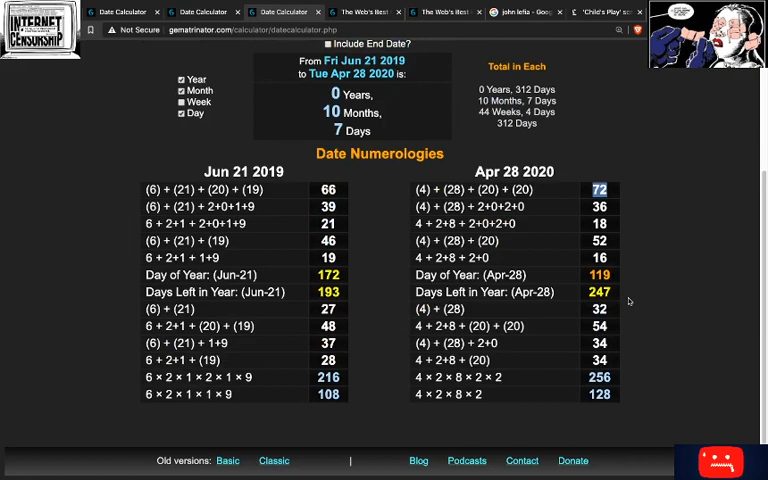 INTERNET
CENSORSHIP
Date Calculator
Date Calculator
Date Calculator
The Web's Best
The Web's Best
john lefia - Goog
'Child's Play' scr
Not Secure
gematrinator.com/calculator/datecalculator.php
Include End Date?
Year
Month
Week
Day
From Fri Jun 21 2019
to Tue Apr 28 2020 is:
0 Years,
10 Months,
7 Days
Total in Each
0 Years, 312 Days
10 Months, 7 Days
44 Weeks, 4 Days
312 Days
Date Numerologies
Jun 21 2019
(6) + (21) + (20) + (19) 66
(6) + (21) + 2+0+1+9 39
6 + 2+1 + 2+0+1+9 21
(6) + (21) + (19) 46
6 + 2+1 + 1+9 19
Day of Year: (Jun-21) 172
Days Left in Year: (Jun-21) 193
(6) + (21) 27
6 + 2+1 + (20) + (19) 48
(6) + (21) + 1+9 37
6 + 2+1 + (19) 28
6 × 2 × 1 × 2 × 1 × 9 216
6 × 2 × 1 × 1 × 9 108
Apr 28 2020
(4) + (28) + (20) + (20) 72
(4) + (28) + 2+0+2+0 36
4 + 2+8 + 2+0+2+0 18
(4) + (28) + (20) 52
4 + 2+8 + 2+0 16
Day of Year: (Apr-28) 119
Days Left in Year: (Apr-28) 247
(4) + (28) 32
4 + 2+8 + (20) + (20) 54
(4) + (28) + 2+0 34
4 + 2+8 + (20) 34
4 × 2 × 8 × 2 × 2 256
4 × 2 × 8 × 2 128
Old versions: Basic Classic | Blog Podcasts Contact Donate